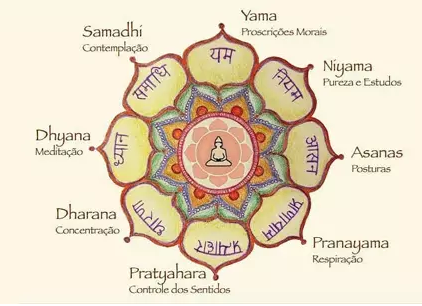 Yama
Proscrições Morais
Niyama
Pureza e Estudos
Asanas
Posturas
Pranayama
Respiração
Pratyahara
Controle dos Sentidos
Dharana
Concentração
Dhyana
Meditação
Samadhi
Contemplação
यम
नियम
आसन
ध्यान
समाधि